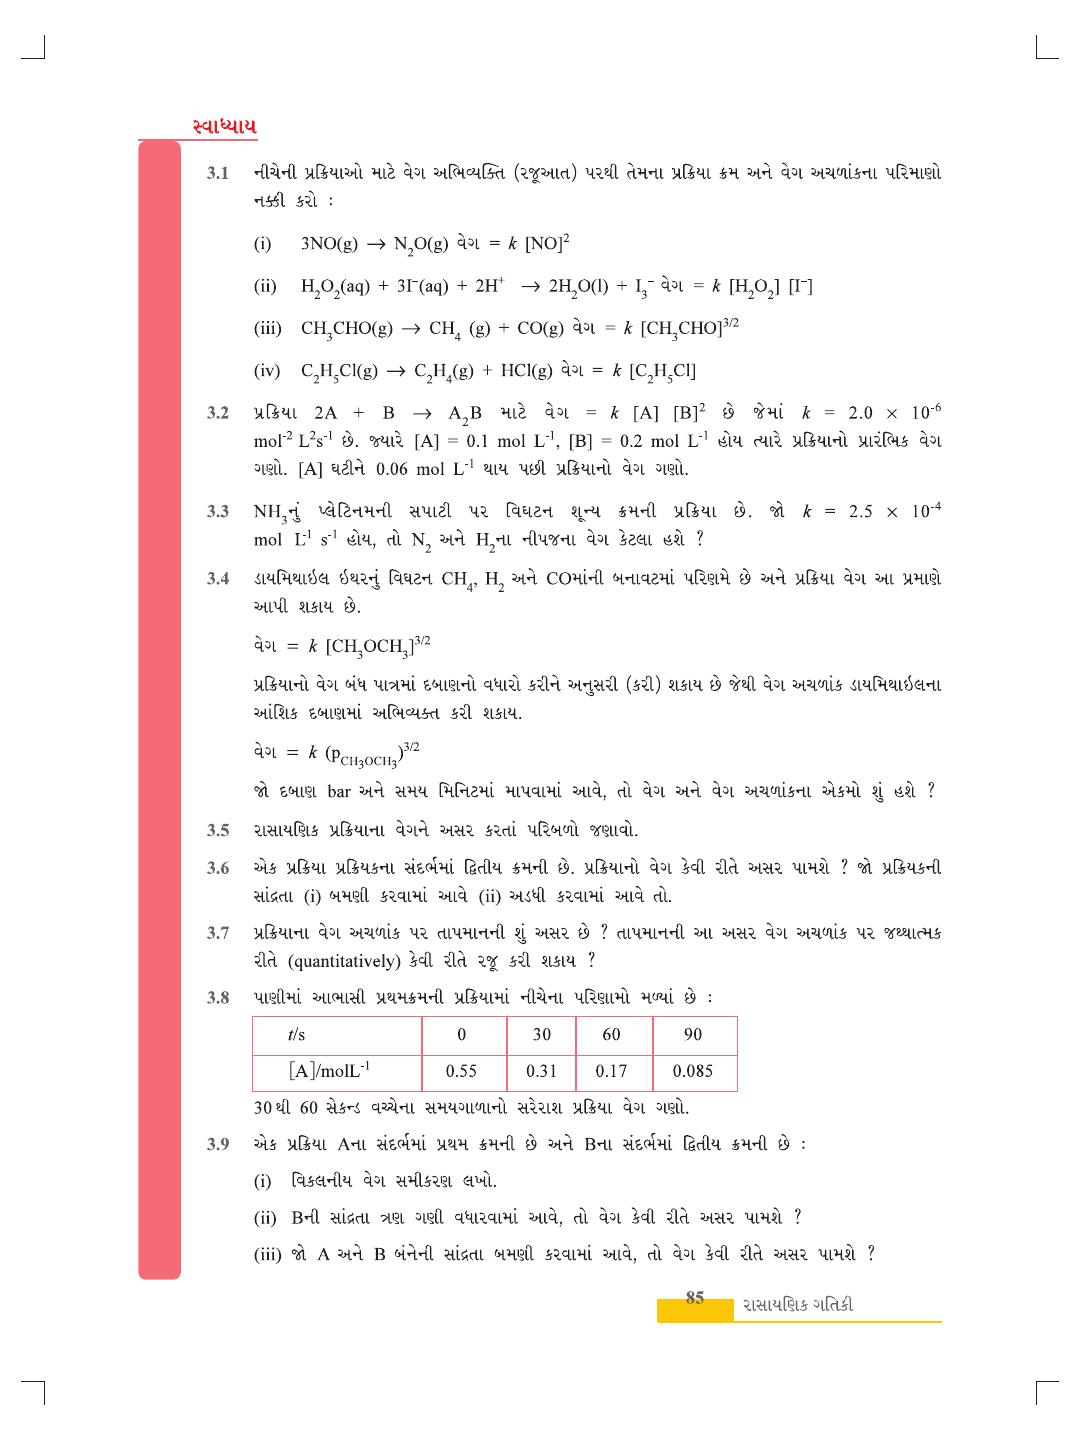 સ્વાધ્યાય
3.1 નીચેની પ્રક્રિયાઓ માટે વેગ અભિવ્યક્તિ (રજૂઆત) પરથી તેમના પ્રક્રિયા ક્રમ અને વેગ અચળાંકના પરિમાણો
નક્કી કરો :
(i) 3NO(g) → N₂O(g) વેગ = k [NO]²
(ii) H₂O₂(aq) + 3I⁻(aq) + 2H⁺ → 2H₂O(l) + I₃⁻ વેગ = k [H₂O₂] [I⁻]
(iii) CH₃CHO(g) → CH₄ (g) + CO(g) વેગ = k [CH₃CHO]³ᐟ²
(iv) C₂H₅Cl(g) → C₂H₄(g) + HCl(g) વેગ = k [C₂H₅Cl]
3.2 પ્રક્રિયા 2A + B → A₂B માટે વેગ = k [A] [B]² છે જેમાં k = 2.0 × 10⁻⁶
mol⁻² L²s⁻¹ છે. જ્યારે [A] = 0.1 mol L⁻¹, [B] = 0.2 mol L⁻¹ હોય ત્યારે પ્રક્રિયાનો પ્રારંભિક વેગ
ગણો. [A] ઘટીને 0.06 mol L⁻¹ થાય પછી પ્રક્રિયાનો વેગ ગણો.
3.3 NH₃નું પ્લેટિનમની સપાટી પર વિઘટન શૂન્ય ક્રમની પ્રક્રિયા છે. જો k = 2.5 × 10⁻⁴
mol L⁻¹ s⁻¹ હોય, તો N₂ અને H₂ના નીપજના વેગ કેટલા હશે ?
3.4 ડાયમિથાઇલ ઇથરનું વિઘટન CH₄, H₂ અને COમાંની બનાવટમાં પરિણમે છે અને પ્રક્રિયા વેગ આ પ્રમાણે
આપી શકાય છે.
વેગ = k [CH₃OCH₃]³ᐟ²
પ્રક્રિયાનો વેગ બંધ પાત્રમાં દબાણનો વધારો કરીને અનુસરી (કરી) શકાય છે જેથી વેગ અચળાંક ડાયમિથાઇલના
આંશિક દબાણમાં અભિવ્યક્ત કરી શકાય.
વેગ = k (p_CH₃OCH₃)³ᐟ²
જો દબાણ bar અને સમય મિનિટમાં માપવામાં આવે, તો વેગ અને વેગ અચળાંકના એકમો શું હશે ?
3.5 રાસાયણિક પ્રક્રિયાના વેગને અસર કરતાં પરિબળો જણાવો.
3.6 એક પ્રક્રિયા પ્રક્રિયકના સંદર્ભમાં દ્વિતીય ક્રમની છે. પ્રક્રિયાનો વેગ કેવી રીતે અસર પામશે ? જો પ્રક્રિયકની
સાંદ્રતા (i) બમણી કરવામાં આવે (ii) અડધી કરવામાં આવે તો.
3.7 પ્રક્રિયાના વેગ અચળાંક પર તાપમાનની શું અસર છે ? તાપમાનની આ અસર વેગ અચળાંક પર જથ્થાત્મક
રીતે (quantitatively) કેવી રીતે રજૂ કરી શકાય ?
3.8 પાણીમાં આભાસી પ્રથમક્રમની પ્રક્રિયામાં નીચેના પરિણામો મળ્યાં છે :
t/s 0 30 60 90
[A]/molL⁻¹ 0.55 0.31 0.17 0.085
30થી 60 સેકન્ડ વચ્ચેના સમયગાળાનો સરેરાશ પ્રક્રિયા વેગ ગણો.
3.9 એક પ્રક્રિયા Aના સંદર્ભમાં પ્રથમ ક્રમની છે અને Bના સંદર્ભમાં દ્વિતીય ક્રમની છે :
(i) વિકલનીય વેગ સમીકરણ લખો.
(ii) Bની સાંદ્રતા ત્રણ ગણી વધારવામાં આવે, તો વેગ કેવી રીતે અસર પામશે ?
(iii) જો A અને B બંનેની સાંદ્રતા બમણી કરવામાં આવે, તો વેગ કેવી રીતે અસર પામશે ?
85 રાસાયણિક ગતિકી